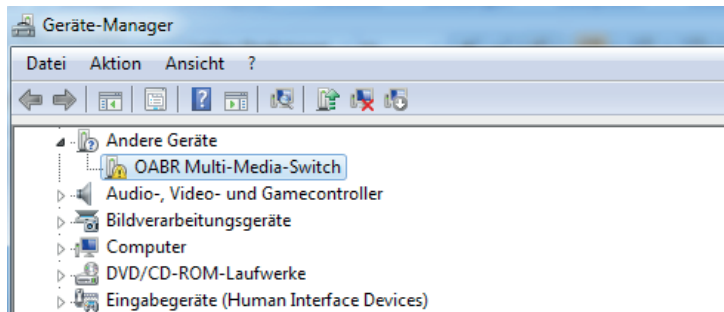 Geräte-Manager
Datei Aktion Ansicht ?
Andere Geräte
OABR Multi-Media-Switch
Audio-, Video- und Gamecontroller
Bildverarbeitungsgeräte
Computer
DVD/CD-ROM-Laufwerke
Eingabegeräte (Human Interface Devices)